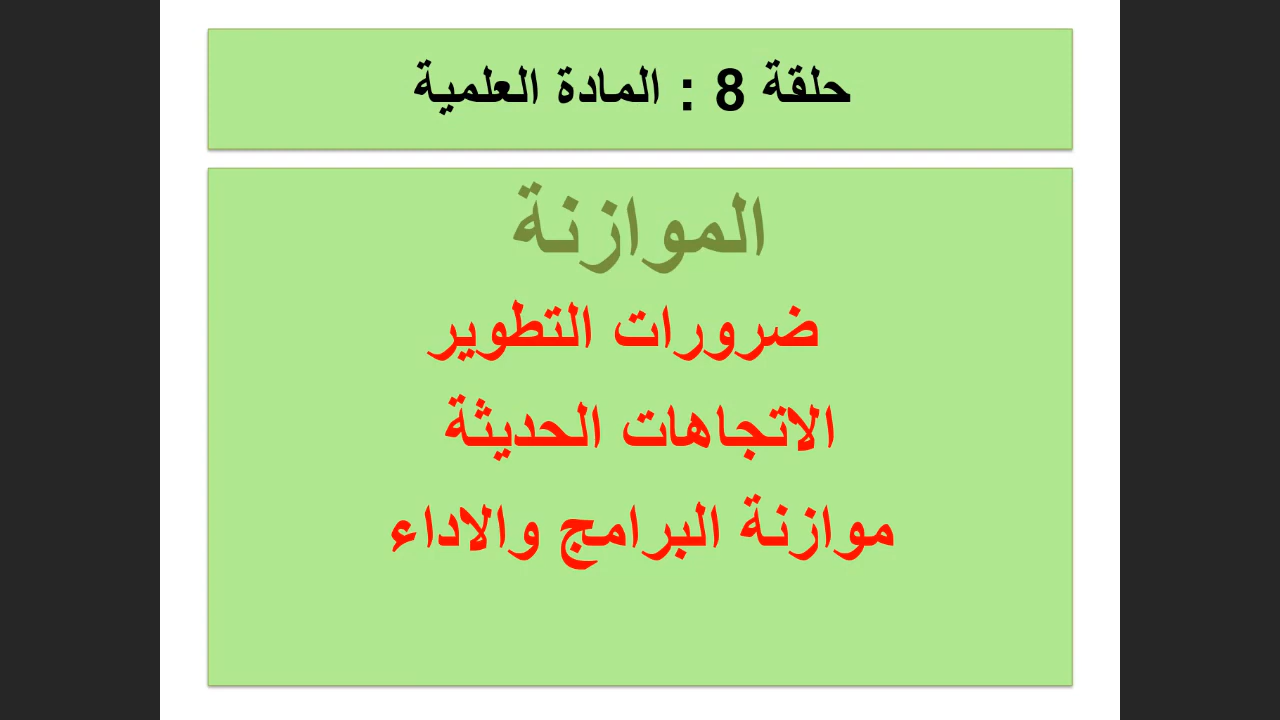 حلقة 8 : المادة العلمية
الموازنة
ضرورات التطوير
الاتجاهات الحديثة
موازنة البرامج والاداء